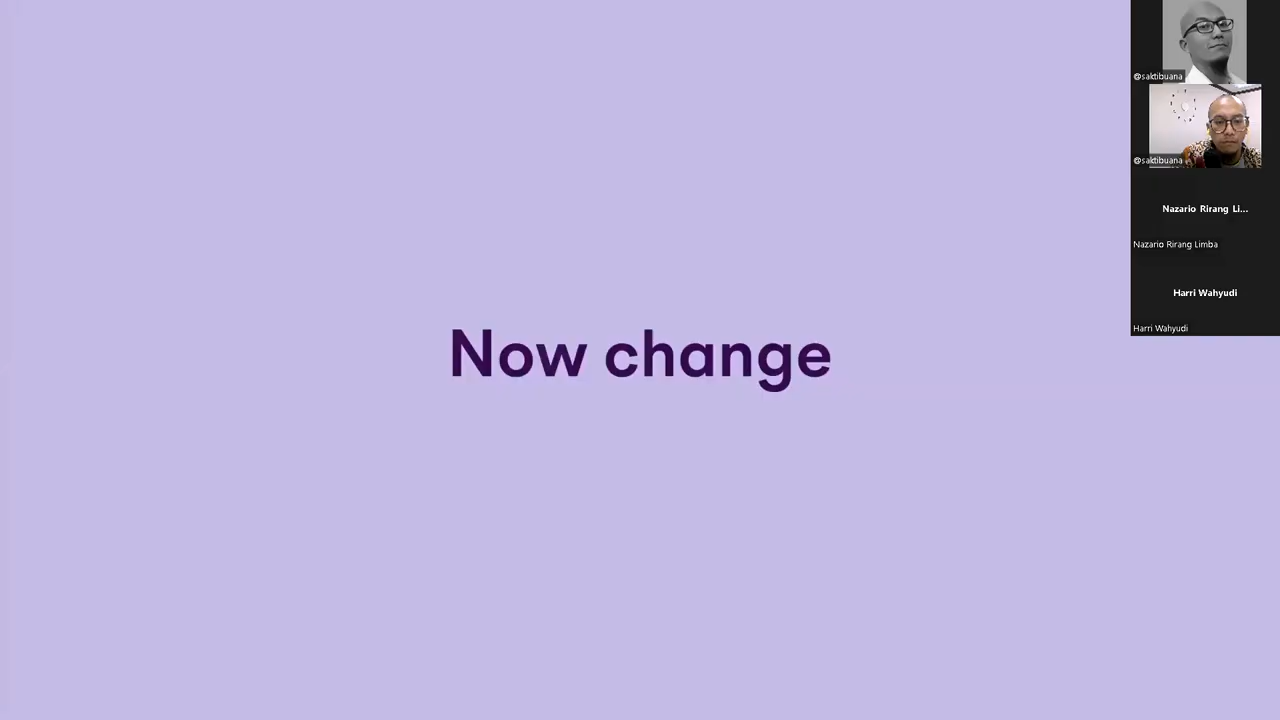 Now change
@saktibuana
@saktibuana
Nazario Rirang Li...
Nazario Rirang Limba
Harri Wahyudi
Harri Wahyudi